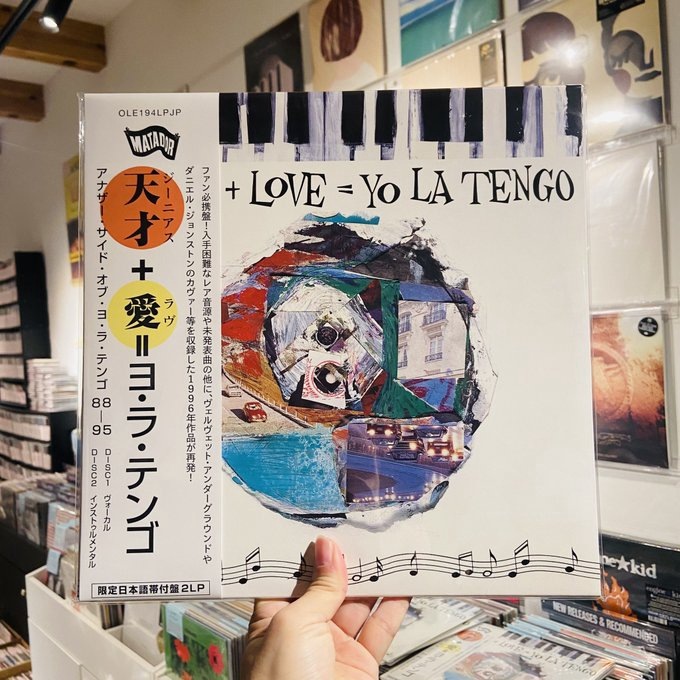 OLE194LPJP
MATADOR
ジーニアス
天才+愛=ヨ・ラ・テンゴ
ラヴ
アナザー・サイド・オブ・ヨ・ラ・テンゴ 88—95
DISC1 ヴォーカル
DISC2 インストゥルメンタル
ファン必携盤!入手困難なレア音源や未発表曲の他に、ヴェルヴェット・アンダーグラウンドや
ダニエル・ジョンストンのカヴァー等を収録した1996年作品が再発!
限定日本語帯付盤2LP
+ LOVE = YO LA TENGO
ne★kid
NEW RELEASES & RECOMMENDED
LOVE = YO LA TENGO